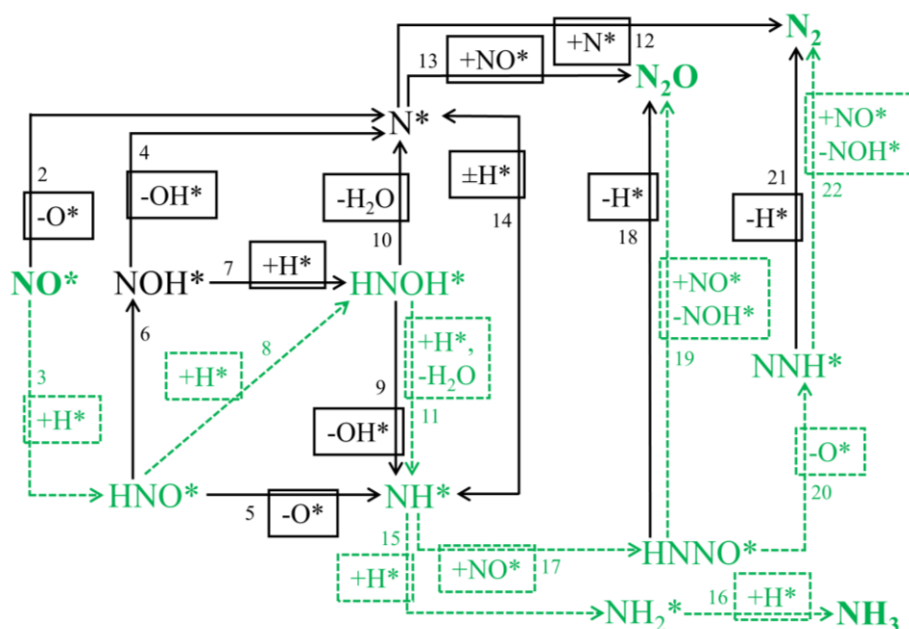 +N* 12 N₂
13 +NO* N₂O
N*
2 4 ±H* +NO*
-NOH*
-O* -OH* -H₂O -H* 21 22
10 14 18 -H*
NO* NOH* 7 +H* HNOH* +NO*
-NOH*
6 8 19
3 +H* +H*,
-H₂O NNH*
+H* 9 11
-OH* -O*
HNO* NH* 20
5 -O*
15 17 HNNO*
+H* +NO*
NH₂* 16 +H* NH₃